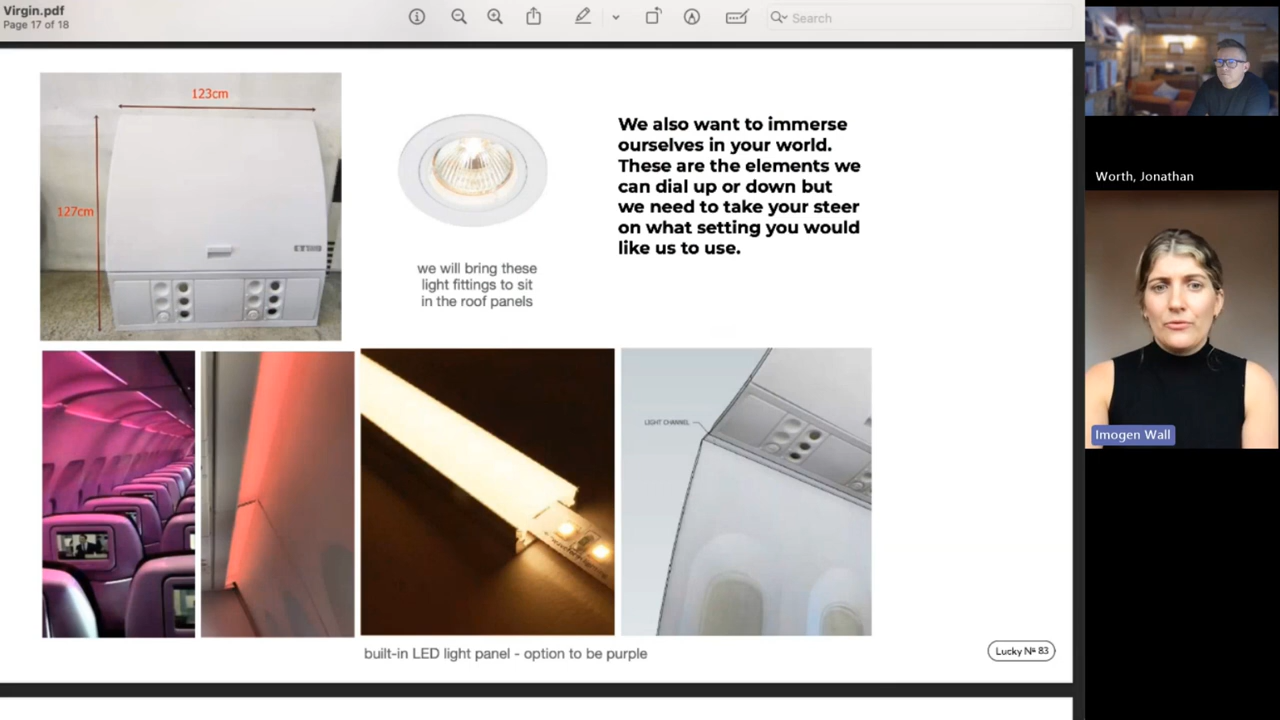 Virgin.pdf
Page 17 of 18
Search
123cm
127cm
we will bring these
light fittings to sit
in the roof panels
We also want to immerse
ourselves in your world.
These are the elements we
can dial up or down but
we need to take your steer
on what setting you would
like us to use.
LIGHT CHANNEL
built-in LED light panel - option to be purple
Lucky Nº 83
Worth, Jonathan
Imogen Wall